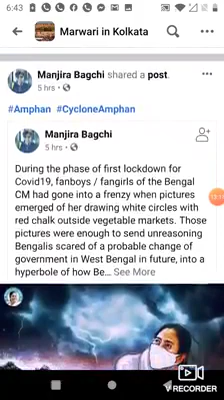 6:43
Marwari in Kolkata
Manjira Bagchi shared a post.
5 hrs
#Amphan #CycloneAmphan
Manjira Bagchi
5 hrs
During the phase of first lockdown for
Covid19, fanboys / fangirls of the Bengal
CM had gone into a frenzy when pictures
emerged of her drawing white circles with
red chalk outside vegetable markets. Those
pictures were enough to send unreasoning
Bengalis scared of a probable change of
government in West Bengal in future, into a
hyperbole of how Be... See More
RECORDER